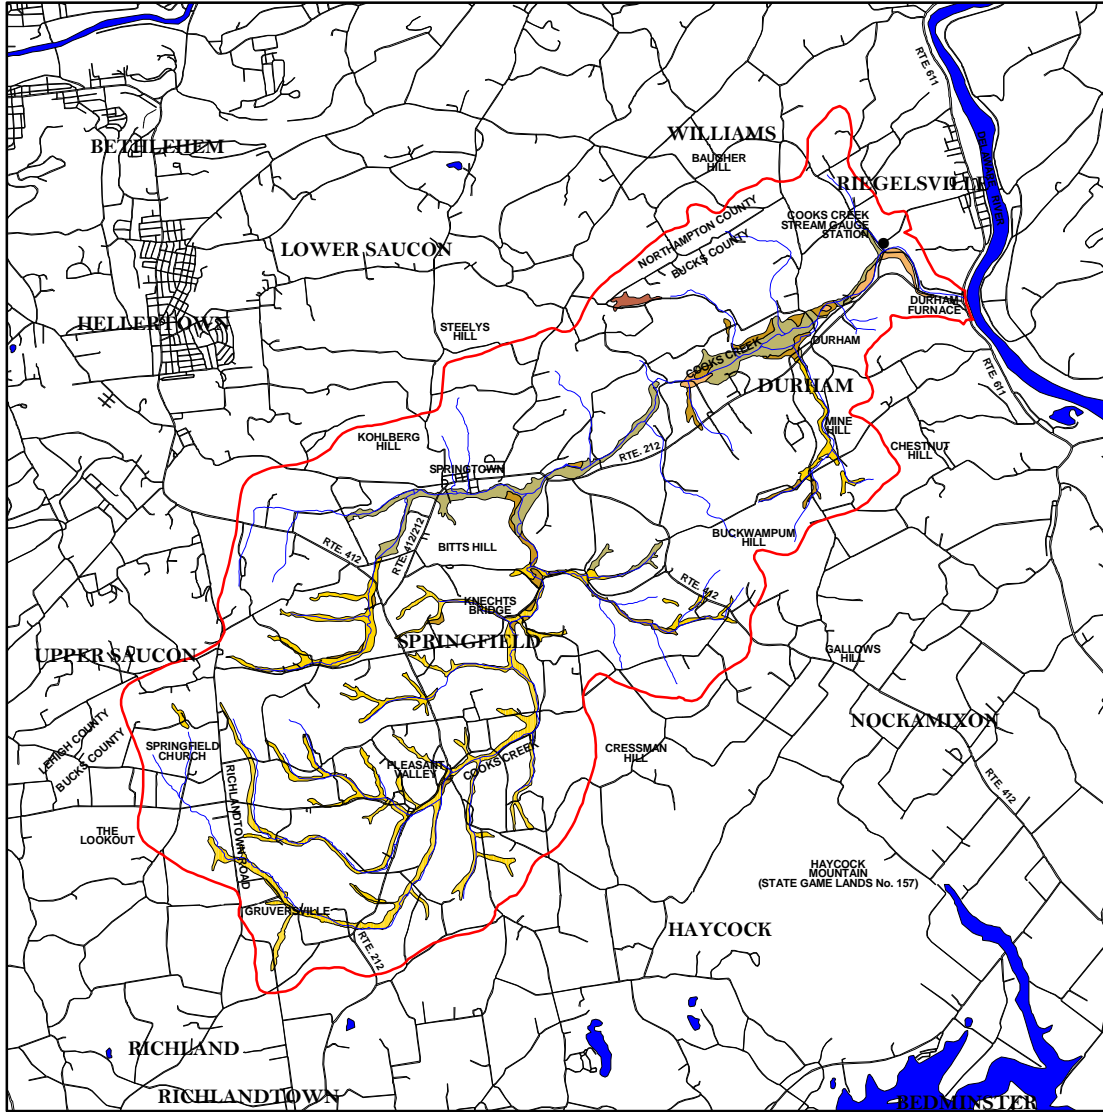 RTE. 611
WILLIAMS
BETHLEHEM
BAUGHER
HILL
DELAWARE RIVER
RIEGELSVILLE
COOKS CREEK
STREAM GAUGE
STATION
NORTHAMPTON COUNTY
BUCKS COUNTY
LOWER SAUCON
DURHAM
FURNACE
HELLERTOWN
STEELYS
HILL
DURHAM
COOKS CREEK
DURHAM
RTE. 611
MINE
HILL
KOHLBERG
HILL
CHESTNUT
HILL
RTE. 212
SPRINGTOWN
RTE. 412/212
BUCKWAMPUM
HILL
RTE. 412
BITTS HILL
RTE. 412
KNECHTS
BRIDGE
SPRINGFIELD
UPPER SAUCON
GALLOWS
HILL
NOCKAMIXON
LEHIGH COUNTY
BUCKS COUNTY
SPRINGFIELD
CHURCH
CRESSMAN
HILL
COOKS CREEK
PLEASANT
VALLEY
RICHLANDTOWN ROAD
RTE. 412
THE
LOOKOUT
HAYCOCK
MOUNTAIN
(STATE GAME LANDS No. 157)
GRUVERSVILLE
HAYCOCK
RTE. 212
RICHLAND
RICHLANDTOWN
BEDMINSTER